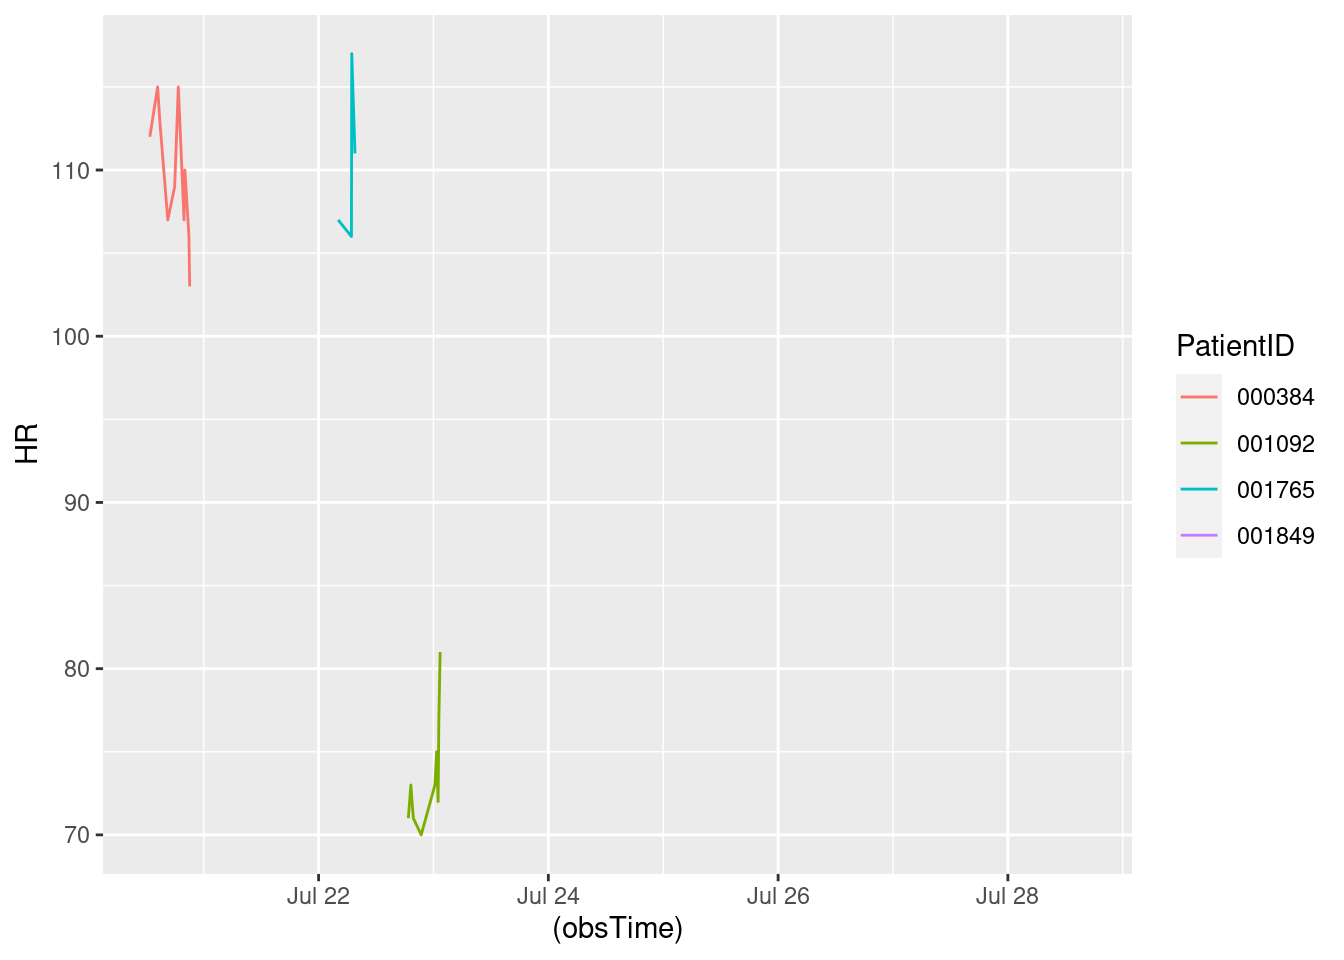 110
100
90
80
70
HR
Jul 22
Jul 24
Jul 26
Jul 28
(obsTime)
PatientID
000384
001092
001765
001849